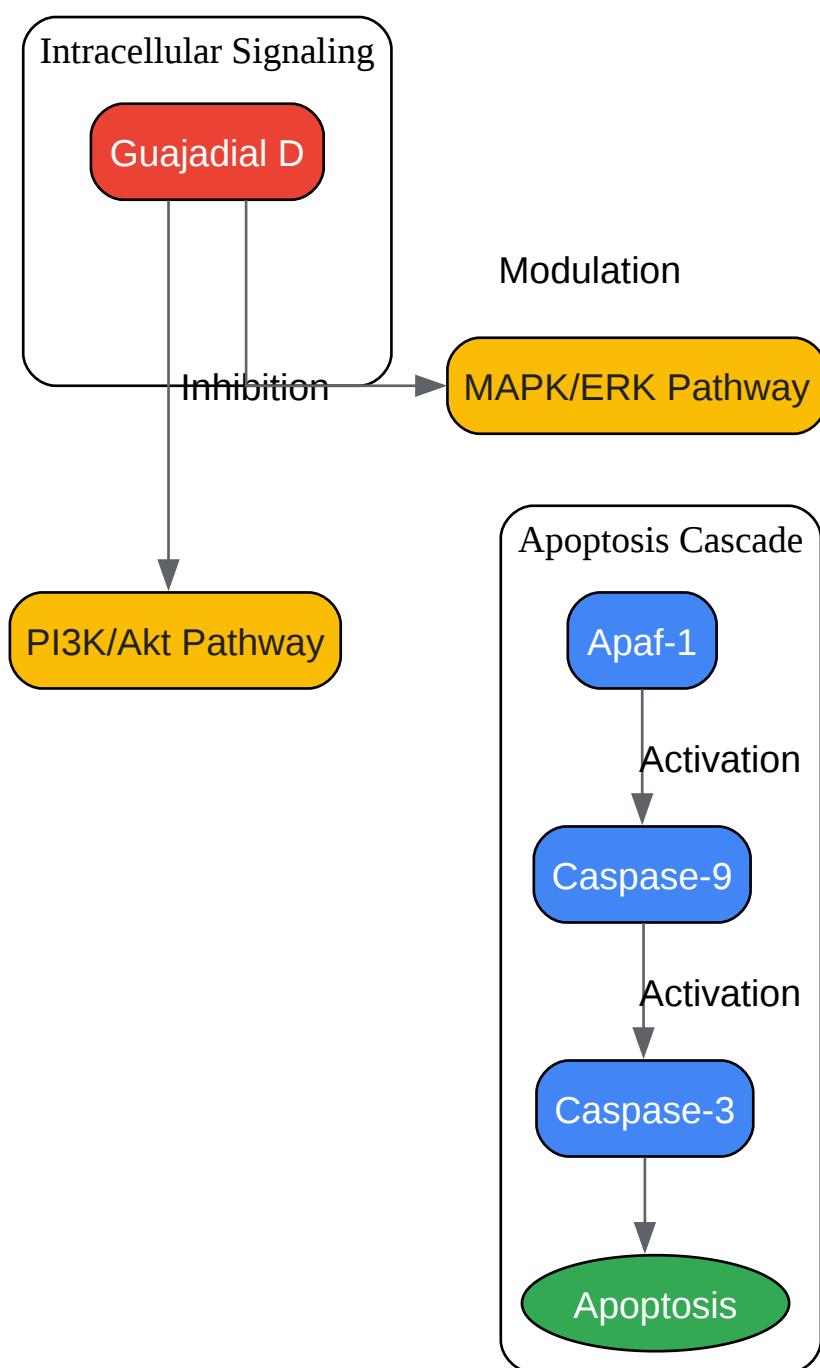 Intracellular Signaling
Guajadial D
Modulation
Inhibition
MAPK/ERK Pathway
Apoptosis Cascade
PI3K/Akt Pathway
Apaf-1
Activation
Caspase-9
Activation
Caspase-3
Apoptosis